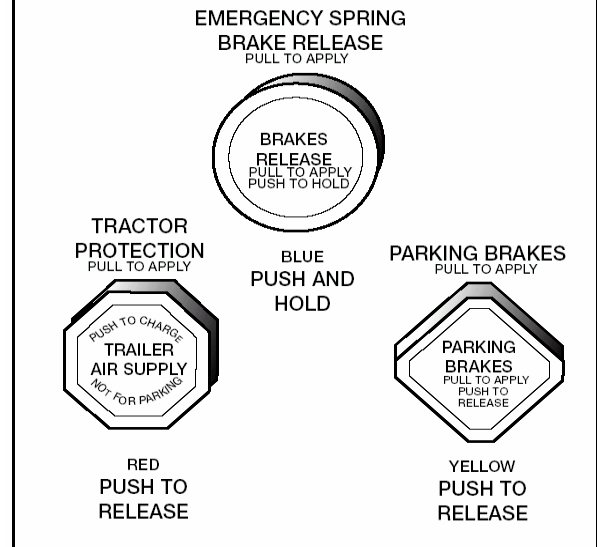 EMERGENCY SPRING
BRAKE RELEASE
PULL TO APPLY
BRAKES
RELEASE
PULL TO APPLY
PUSH TO HOLD
BLUE
PUSH AND
HOLD
TRACTOR
PROTECTION
PULL TO APPLY
PUSH TO CHARGE
TRAILER
AIR SUPPLY
NOT FOR PARKING
RED
PUSH TO
RELEASE
PARKING BRAKES
PULL TO APPLY
PARKING
BRAKES
PULL TO APPLY
PUSH TO
RELEASE
YELLOW
PUSH TO
RELEASE